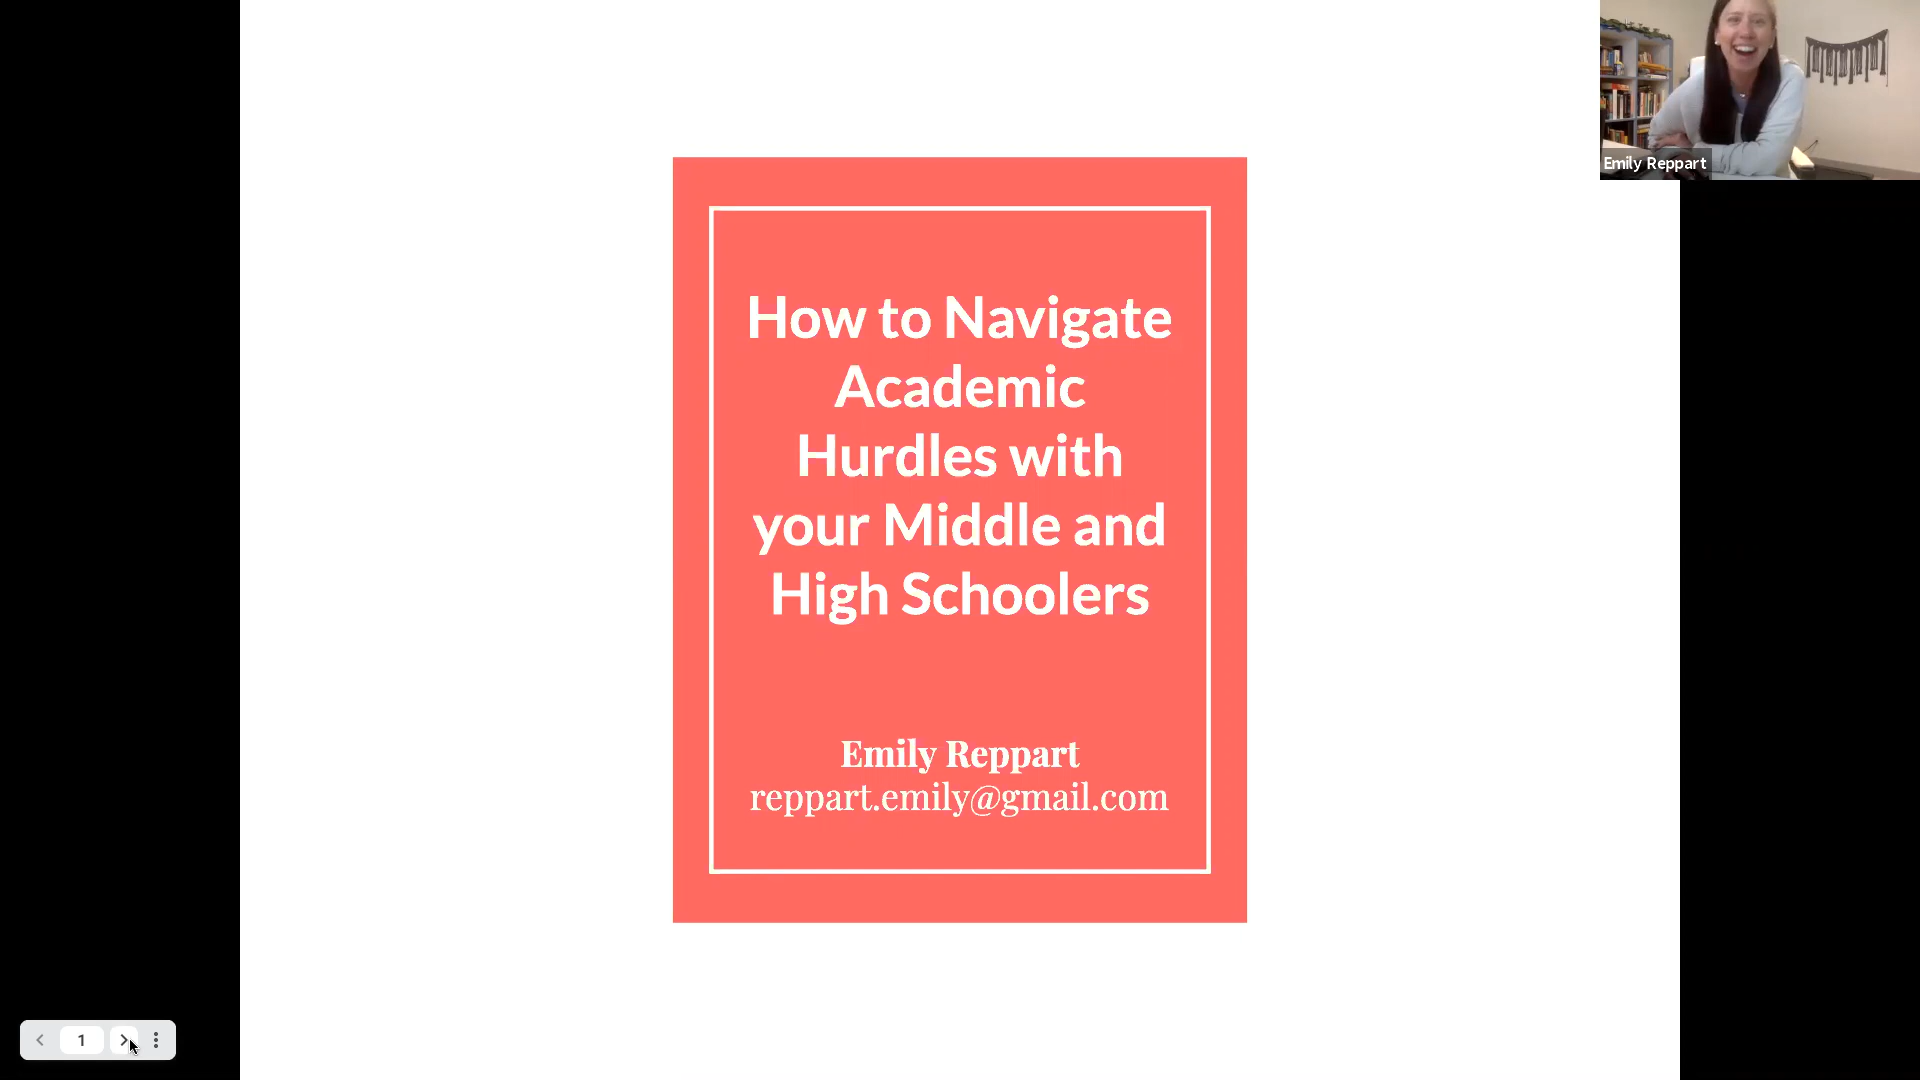 How to Navigate
Academic
Hurdles with
your Middle and
High Schoolers
Emily Reppart
reppart.emily@gmail.com
Emily Reppart
1